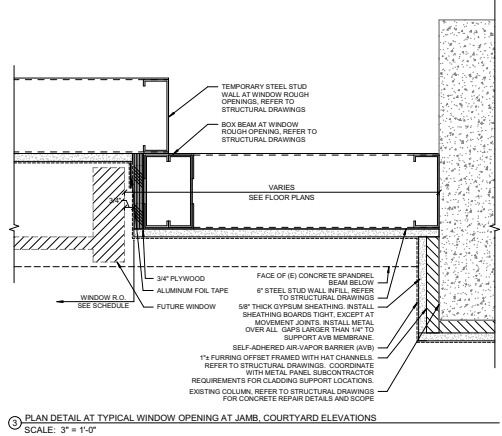 TEMPORARY STEEL STUD
WALL AT WINDOW ROUGH
OPENINGS, REFER TO
STRUCTURAL DRAWINGS
BOX BEAM AT WINDOW
ROUGH OPENING, REFER TO
STRUCTURAL DRAWINGS
VARIES
SEE FLOOR PLANS
3/4"
3/4" PLYWOOD
ALUMINUM FOIL TAPE
FUTURE WINDOW
WINDOW R.O.
SEE SCHEDULE
FACE OF (E) CONCRETE SPANDREL
BEAM BELOW
6" STEEL STUD WALL INFILL, REFER
TO STRUCTURAL DRAWINGS
5/8" THICK GYPSUM SHEATHING. INSTALL
SHEATHING BOARDS TIGHT, EXCEPT AT
MOVEMENT JOINTS. INSTALL METAL
OVER ALL GAPS LARGER THAN 1/4" TO
SUPPORT AVB MEMBRANE.
SELF-ADHERED AIR-VAPOR BARRIER (AVB)
1"± FURRING OFFSET FRAMED WITH HAT CHANNELS.
REFER TO STRUCTURAL DRAWINGS. COORDINATE
WITH METAL PANEL SUBCONTRACTOR
REQUIREMENTS FOR CLADDING SUPPORT LOCATIONS.
EXISTING COLUMN, REFER TO STRUCTURAL DRAWINGS
FOR CONCRETE REPAIR DETAILS AND SCOPE
3 PLAN DETAIL AT TYPICAL WINDOW OPENING AT JAMB, COURTYARD ELEVATIONS
SCALE: 3" = 1'-0"